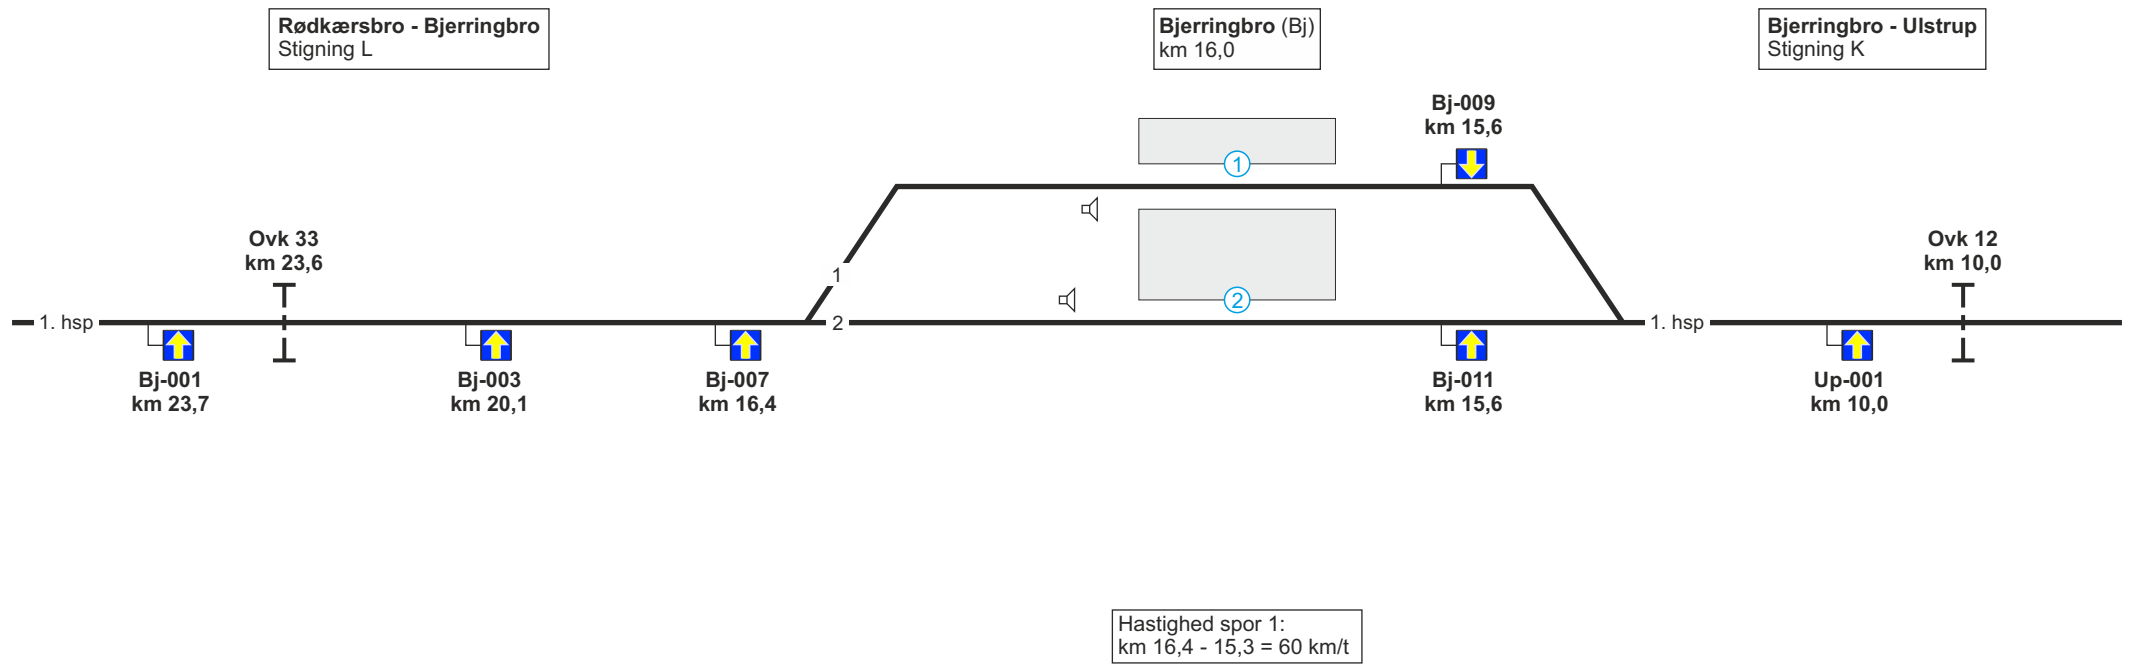 Rødkærsbro - Bjerringbro
Stigning L
Bjerringbro (Bj)
km 16,0
Bjerringbro - Ulstrup
Stigning K
Bj-009
km 15,6
1
Ovk 33
km 23,6
Ovk 12
km 10,0
1
2
1. hsp
2
1. hsp
Bj-001
km 23,7
Bj-003
km 20,1
Bj-007
km 16,4
Bj-011
km 15,6
Up-001
km 10,0
Hastighed spor 1:
km 16,4 - 15,3 = 60 km/t